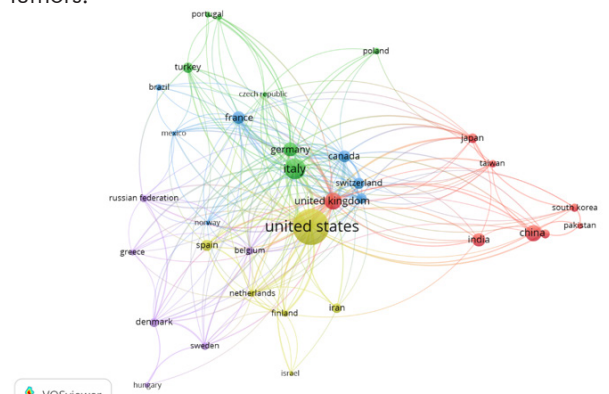 portugal
poland
turkey
brazil
czech republic
france
mexico
japan
germany
canada
taiwan
italy
switzerland
russian federation
united kingdom
south korea
norway
united states
pakistan
china
india
spain
belgium
greece
netherlands
iran
finland
denmark
sweden
israel
hungary
VOSviewer